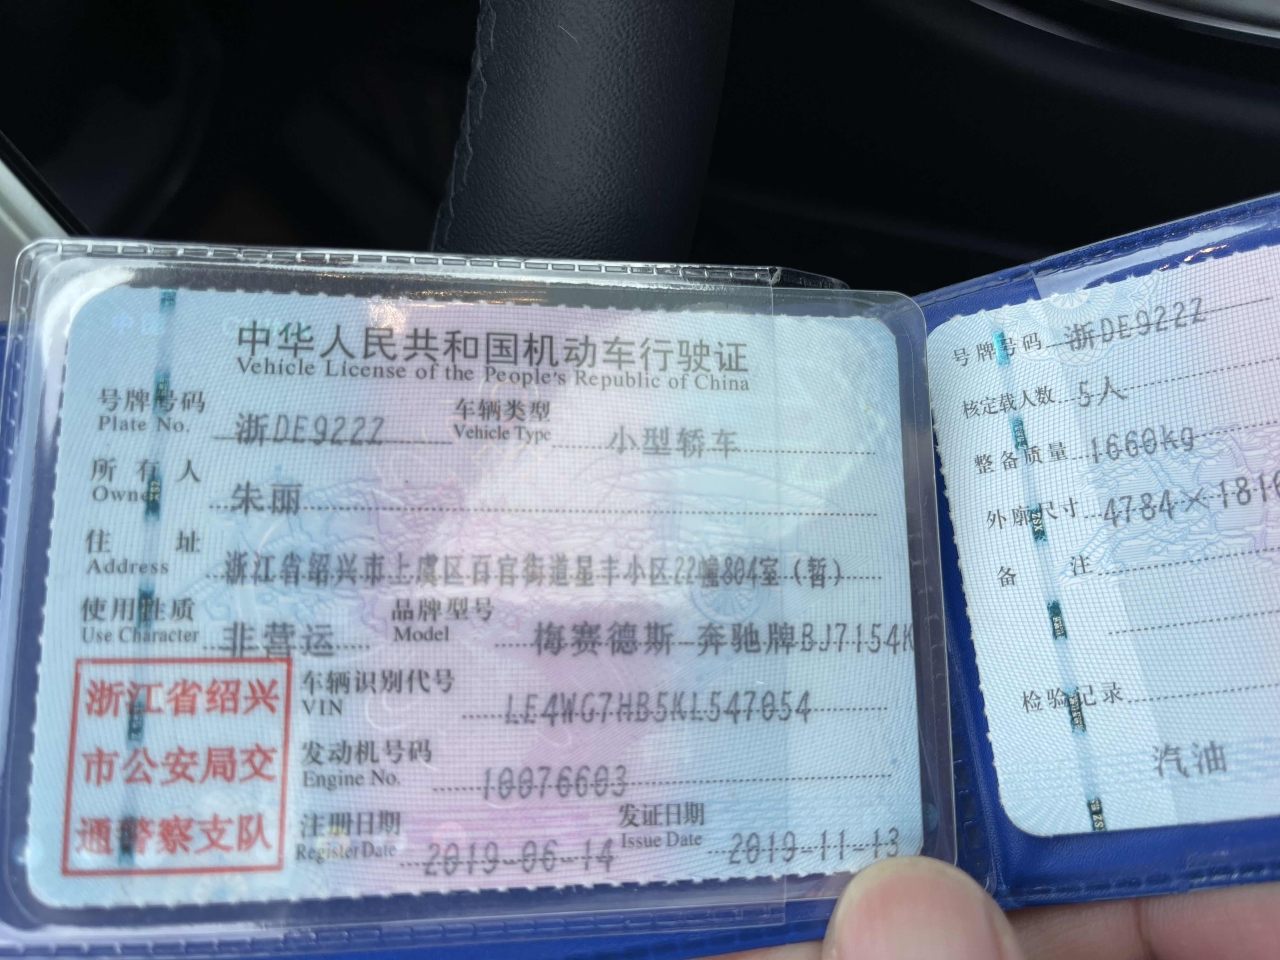 中华人民共和国机动车行驶证
Vehicle License of the People's Republic of China
号牌号码 浙DE922Z 车辆类型 小型轿车
Plate No. Vehicle Type
所有人 朱丽
Owner
住址 浙江省绍兴市上虞区百官街道星丰小区22幢804室（暂）
Address
使用性质 非营运 品牌型号 梅赛德斯-奔驰牌BJ7154K
Use Character Model
浙江省绍兴
市公安局交
通警察支队
车辆识别代号 LE4WG7HB5KL547054
VIN
发动机号码 10076603
Engine No.
注册日期 2019-06-14 发证日期 2019-11-13
Register Date Issue Date
号牌号码 浙DE922Z
核定载人数 5人
整备质量 1660kg
外廓尺寸 4784×181
备注
检验记录
汽油